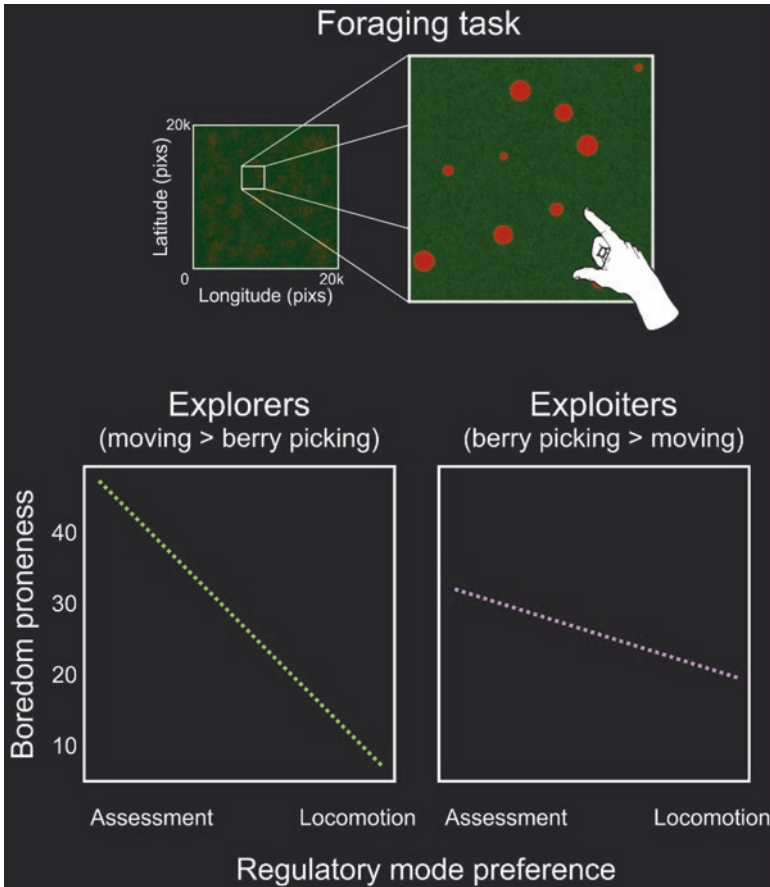 Foraging task
20k
Latitude (pixs)
0
20k
Longitude (pixs)
Explorers
(moving > berry picking)
Exploiters
(berry picking > moving)
Boredom proneness
40
30
20
10
Assessment
Locomotion
Assessment
Locomotion
Regulatory mode preference